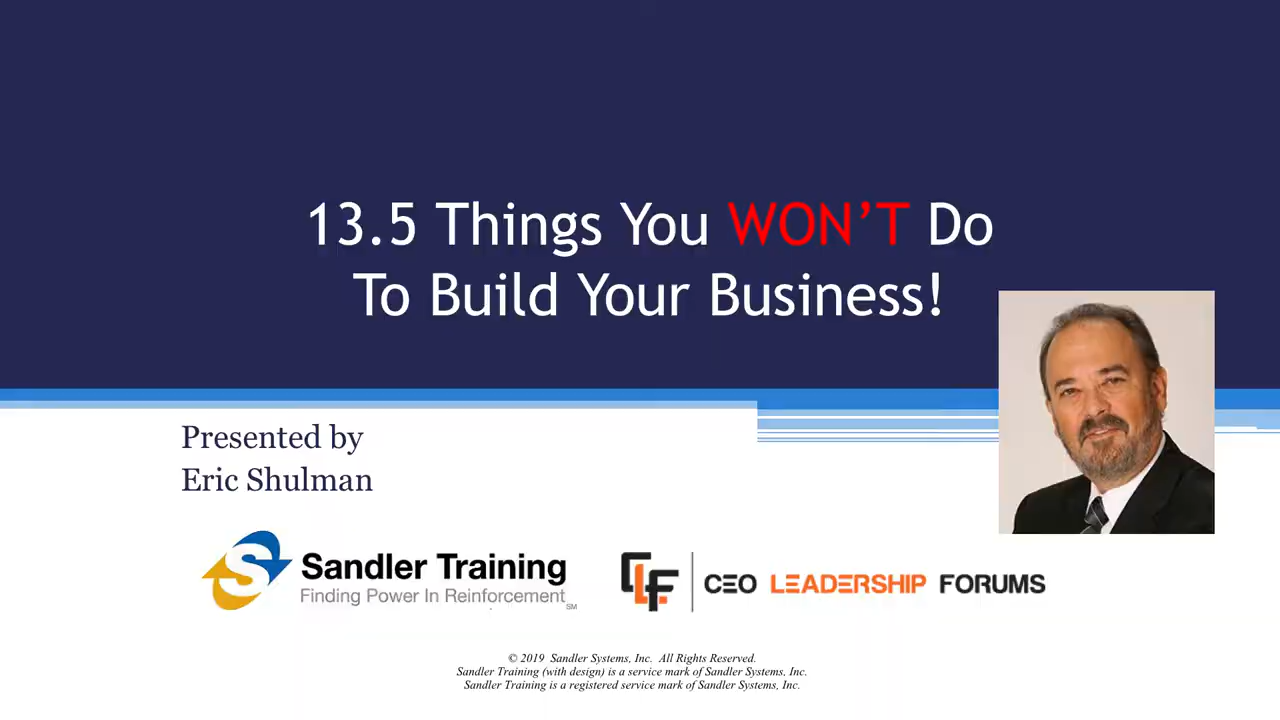 13.5 Things You WON’T Do
To Build Your Business!
Presented by
Eric Shulman
S
Sandler Training
Finding Power In Reinforcement SM
CLF
CEO LEADERSHIP FORUMS
© 2019 Sandler Systems, Inc. All Rights Reserved.
Sandler Training (with design) is a service mark of Sandler Systems, Inc.
Sandler Training is a registered service mark of Sandler Systems, Inc.